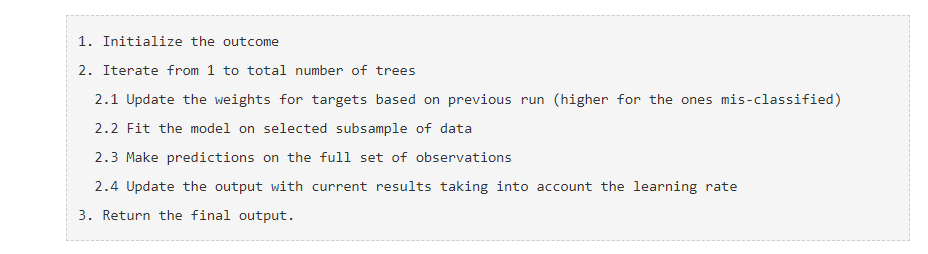 1. Initialize the outcome
2. Iterate from 1 to total number of trees
2.1 Update the weights for targets based on previous run (higher for the ones mis-classified)
2.2 Fit the model on selected subsample of data
2.3 Make predictions on the full set of observations
2.4 Update the output with current results taking into account the learning rate
3. Return the final output.